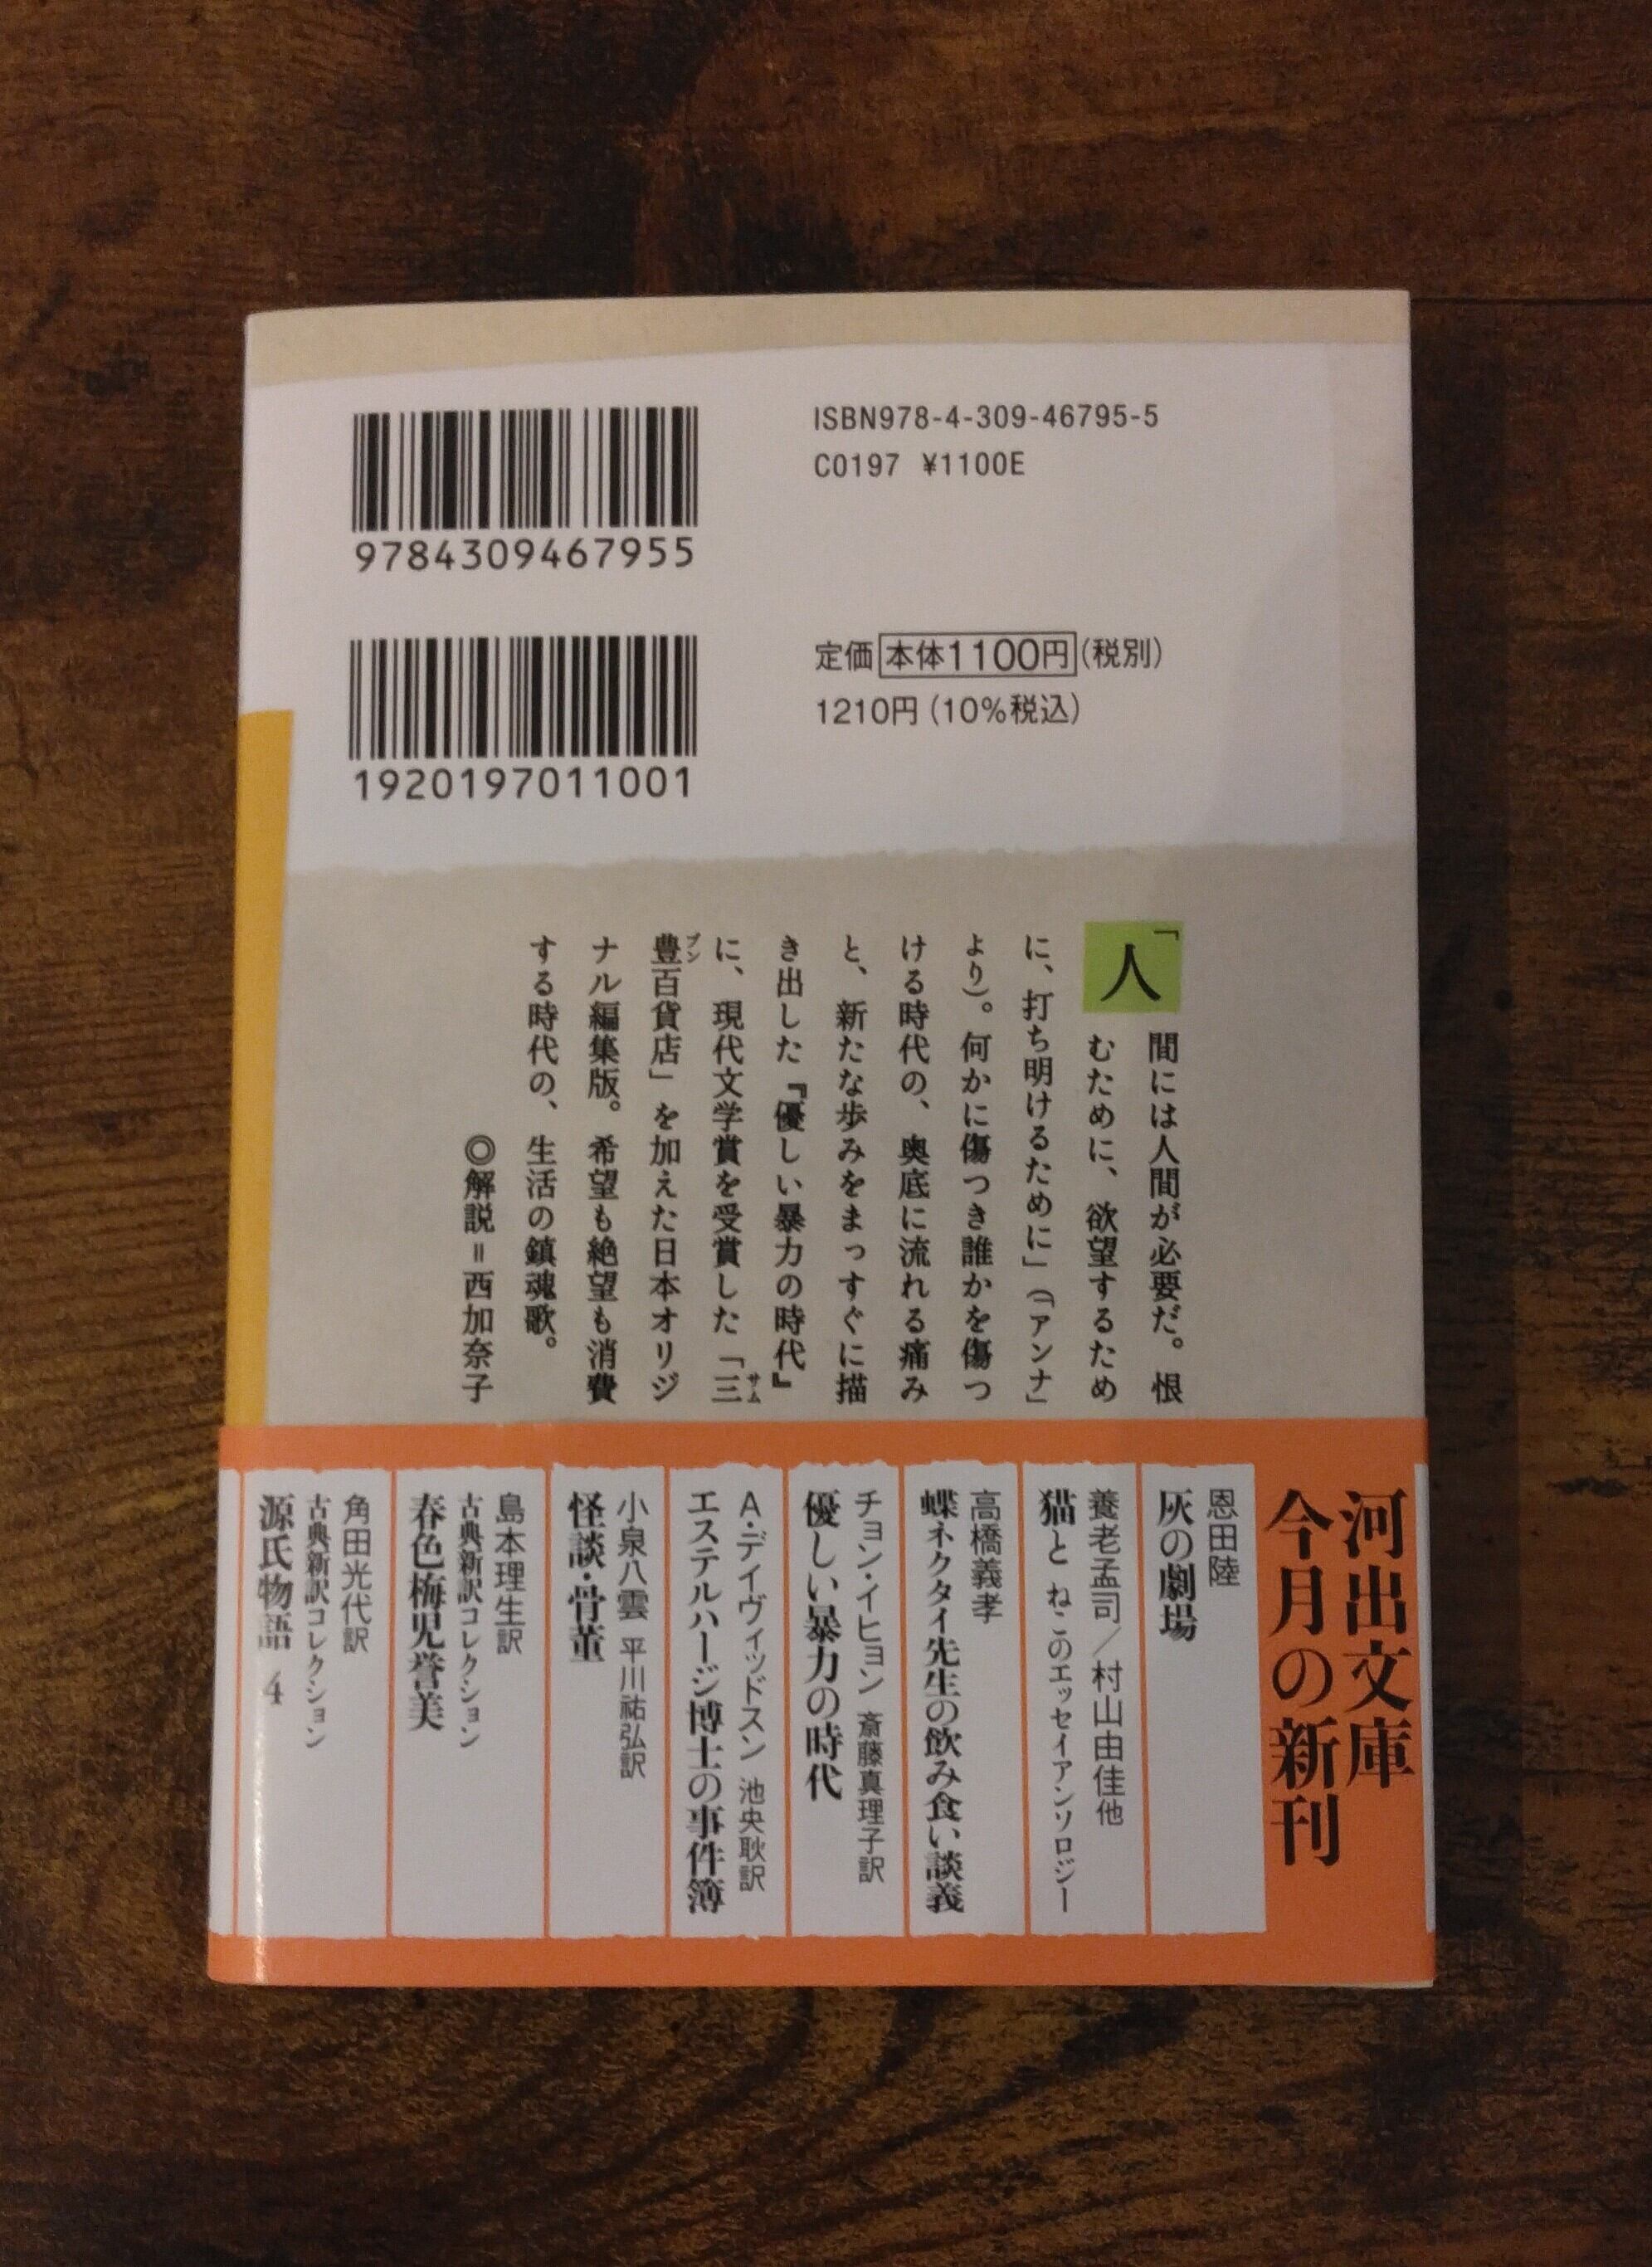 9784309467955
1920197011001
ISBN978-4-309-46795-5
C0197 ¥1100E
定価本体1100円(税別)
1210円(10%税込)
「人間には人間が必要だ。恨
むために、欲望するため
に、打ち明けるために」(「アンナ」
より)。何かに傷つき誰かを傷つ
ける時代の、奥底に流れる痛み
と、新たな歩みをまっすぐに描
き出した『優しい暴力の時代』
に、現代文学賞を受賞した「三
サム
豊百貨店」を加えた日本オリジ
プン
ナル編集版。希望も絶望も消費
する時代の、生活の鎮魂歌。
◎解説=西加奈子
河出文庫
今月の新刊
恩田陸
灰の劇場
養老孟司/村山由佳他
猫と ねこのエッセイアンソロジー
高橋義孝
蝶ネクタイ先生の飲み食い談義
チョン・イヒョン 斎藤真理子訳
優しい暴力の時代
A・デイヴィッドスン 池央耿訳
エステルハージ博士の事件簿
小泉八雲 平川祐弘訳
怪談・骨董
島本理生訳
古典新訳コレクション
春色梅児誉美
角田光代訳
古典新訳コレクション
源氏物語 4